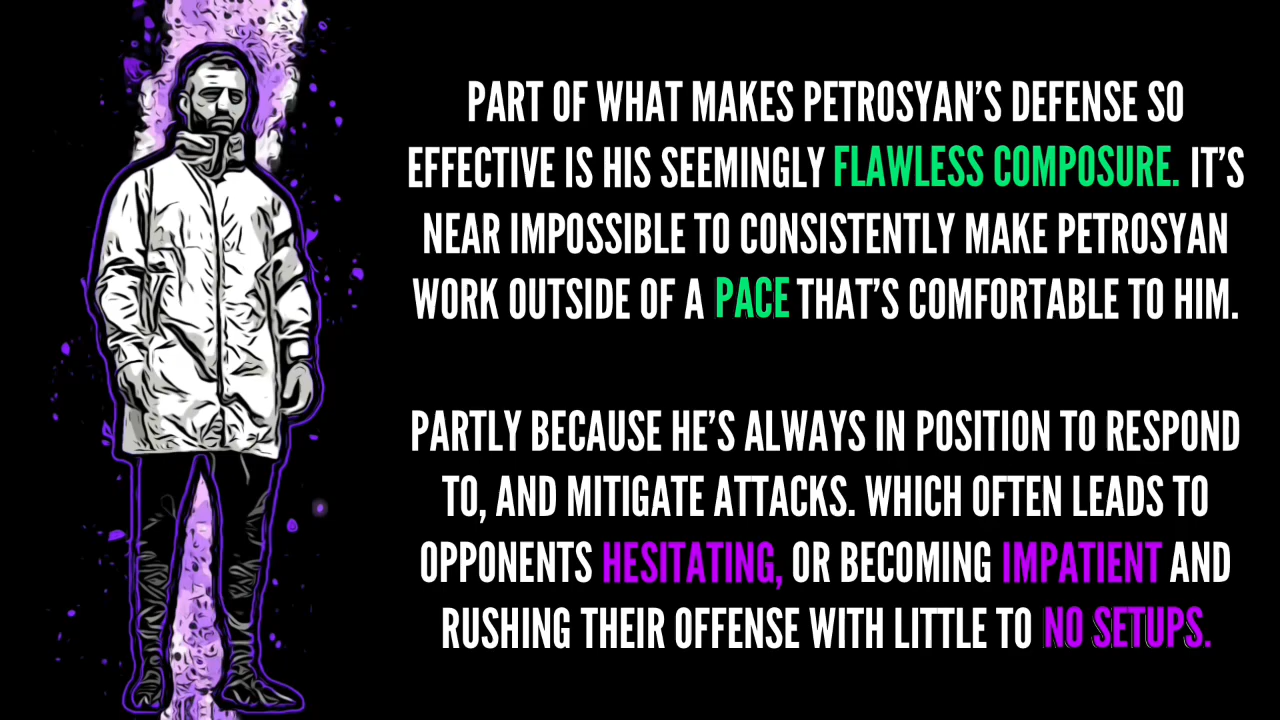 PART OF WHAT MAKES PETROSYAN'S DEFENSE SO
EFFECTIVE IS HIS SEEMINGLY FLAWLESS COMPOSURE. IT'S
NEAR IMPOSSIBLE TO CONSISTENTLY MAKE PETROSYAN
WORK OUTSIDE OF A PACE THAT'S COMFORTABLE TO HIM.
PARTLY BECAUSE HE'S ALWAYS IN POSITION TO RESPOND
TO, AND MITIGATE ATTACKS. WHICH OFTEN LEADS TO
OPPONENTS HESITATING, OR BECOMING IMPATIENT AND
RUSHING THEIR OFFENSE WITH LITTLE TO NO SETUPS.